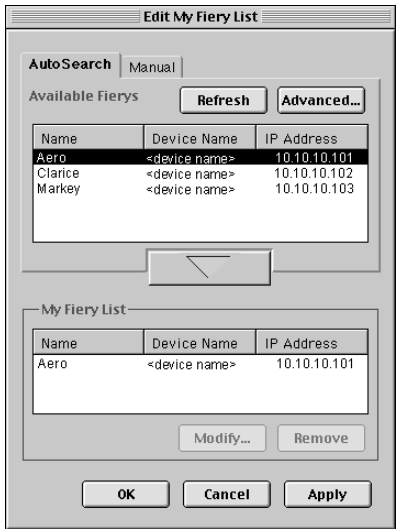 Edit My Fiery List
AutoSearch Manual
Available Fierys Refresh Advanced...
Name Device Name IP Address
Aero <device name> 10.10.10.101
Clarice <device name> 10.10.10.102
Markey <device name> 10.10.10.103
My Fiery List
Name Device Name IP Address
Aero <device name> 10.10.10.101
Modify... Remove
OK Cancel Apply